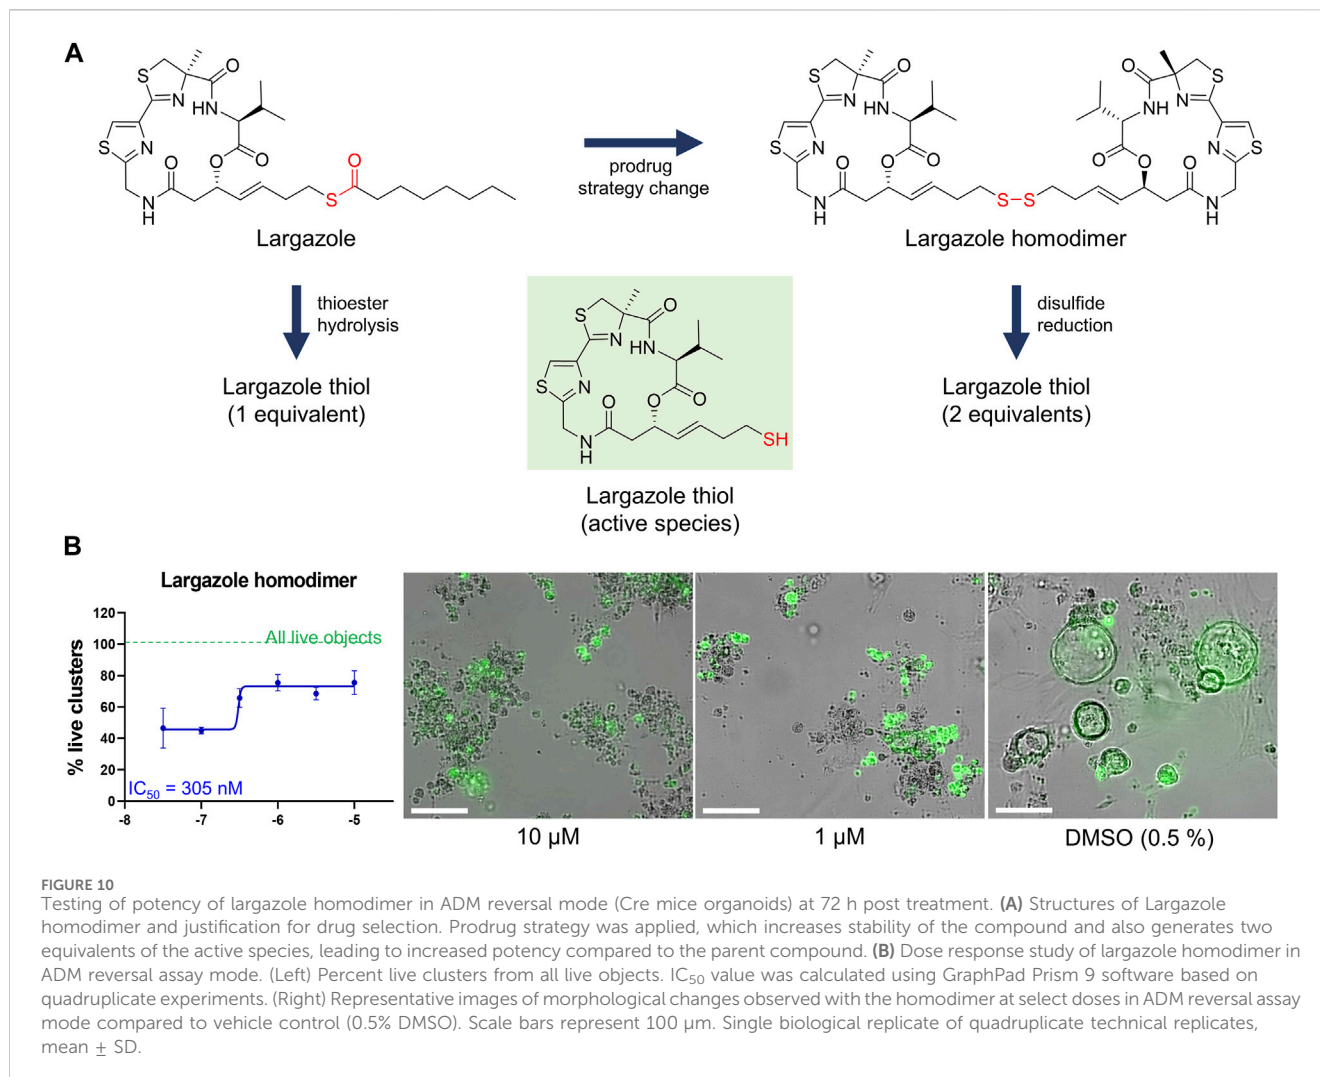 A
Largazole
prodrug
strategy change
Largazole homodimer
thioester
hydrolysis
disulfide
reduction
Largazole thiol
(1 equivalent)
Largazole thiol
(2 equivalents)
Largazole thiol
(active species)
S
N
O
HN
S
N
O
O
O
N
H
S
O
S
N
O
HN
S
N
O
O
O
N
H
S–S
O
NH
N
S
N
S
O
O
O
N
H
S
N
O
HN
S
N
O
O
O
N
H
SH
B
Largazole homodimer
% live clusters
120
100
80
60
40
20
0
All live objects
IC50 = 305 nM
-8 -7 -6 -5
10 µM
1 µM
DMSO (0.5 %)
FIGURE 10
Testing of potency of largazole homodimer in ADM reversal mode (Cre mice organoids) at 72 h post treatment. (A) Structures of Largazole
homodimer and justification for drug selection. Prodrug strategy was applied, which increases stability of the compound and also generates two
equivalents of the active species, leading to increased potency compared to the parent compound. (B) Dose response study of largazole homodimer in
ADM reversal assay mode. (Left) Percent live clusters from all live objects. IC50 value was calculated using GraphPad Prism 9 software based on
quadruplicate experiments. (Right) Representative images of morphological changes observed with the homodimer at select doses in ADM reversal assay
mode compared to vehicle control (0.5% DMSO). Scale bars represent 100 µm. Single biological replicate of quadruplicate technical replicates,
mean ± SD.